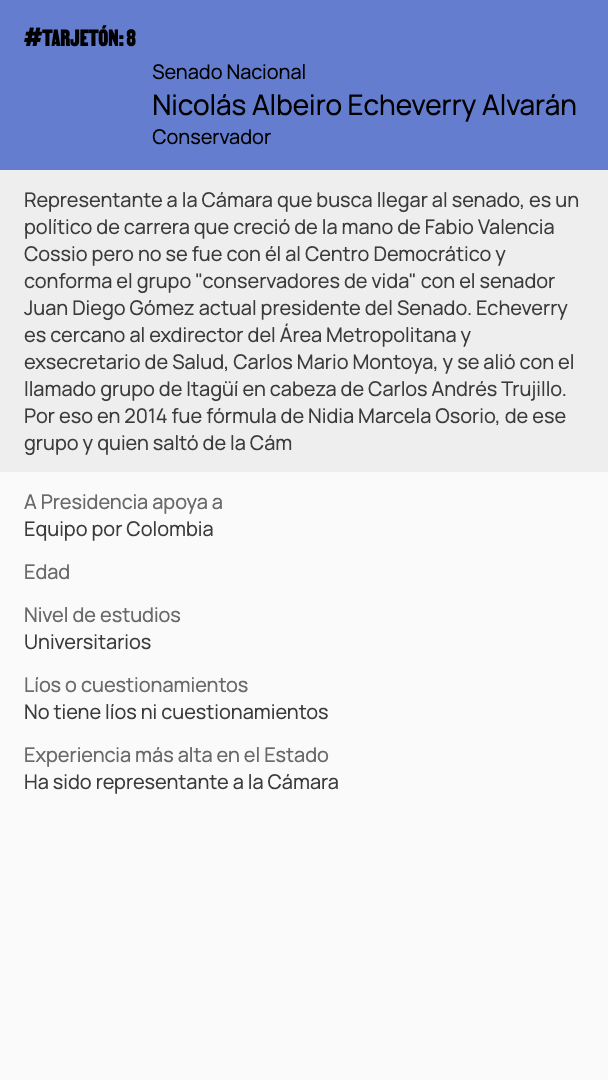 #TARJETÓN: 8
Senado Nacional
Nicolás Albeiro Echeverry Alvarán
Conservador
Representante a la Cámara que busca llegar al senado, es un
político de carrera que creció de la mano de Fabio Valencia
Cossio pero no se fue con él al Centro Democrático y
conforma el grupo "conservadores de vida" con el senador
Juan Diego Gómez actual presidente del Senado. Echeverry
es cercano al exdirector del Área Metropolitana y
exsecretario de Salud, Carlos Mario Montoya, y se alió con el
llamado grupo de Itagüí en cabeza de Carlos Andrés Trujillo.
Por eso en 2014 fue fórmula de Nidia Marcela Osorio, de ese
grupo y quien saltó de la Cám
A Presidencia apoya a
Equipo por Colombia
Edad
Nivel de estudios
Universitarios
Líos o cuestionamientos
No tiene líos ni cuestionamientos
Experiencia más alta en el Estado
Ha sido representante a la Cámara